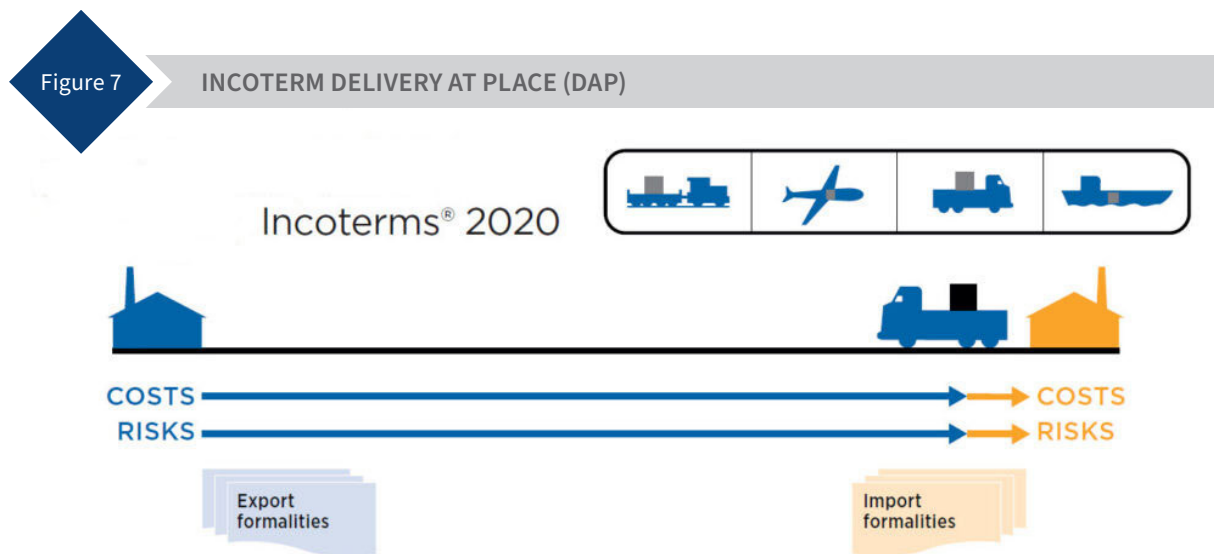 Figure 7
INCOTERM DELIVERY AT PLACE (DAP)
Incoterms® 2020
COSTS
COSTS
RISKS
RISKS
Export
formalities
Import
formalities